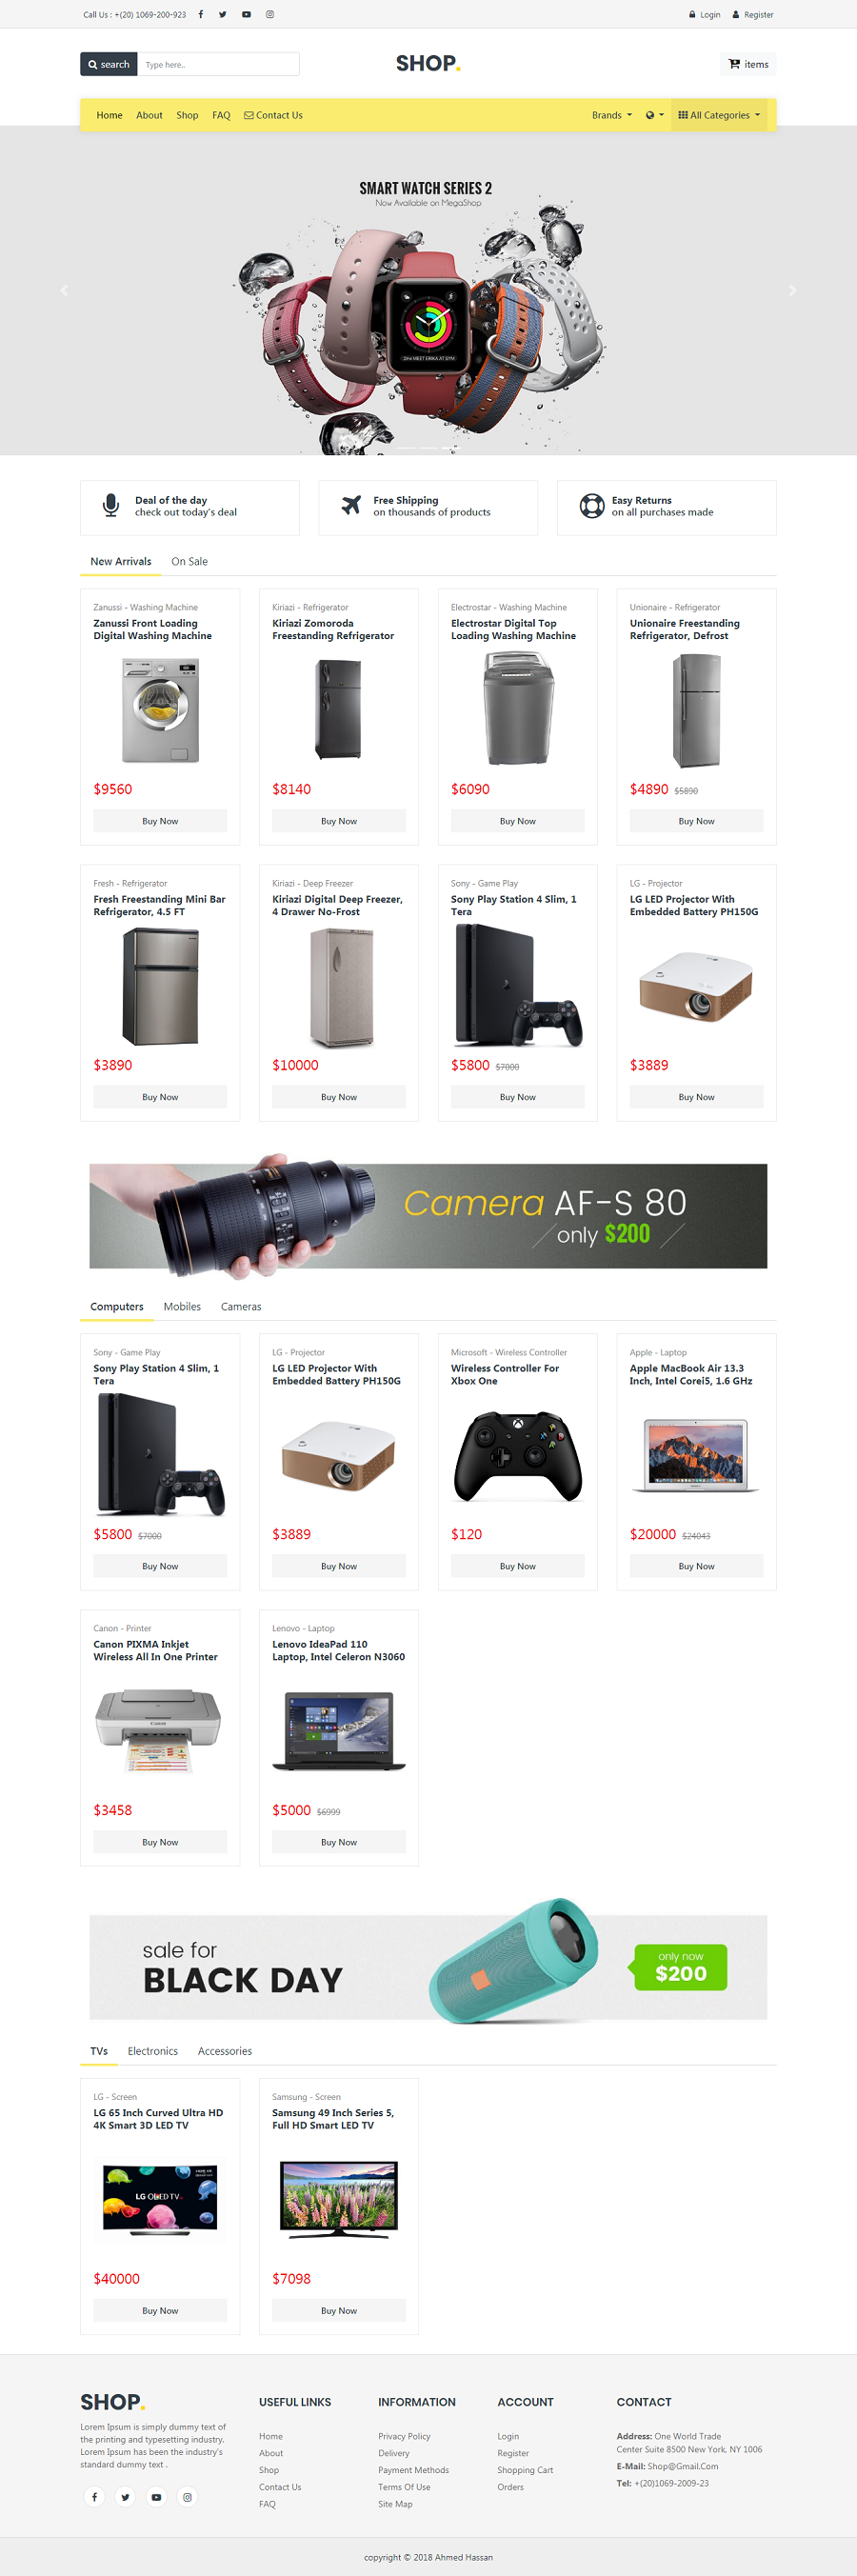 Call Us : +(20) 1069-200-923
Login
Register
search
Type here..
SHOP.
items
Home
About
Shop
FAQ
Contact Us
Brands
All Categories
SMART WATCH SERIES 2
Now Available on MegaShop
Deal of the day
check out today's deal
Free Shipping
on thousands of products
Easy Returns
on all purchases made
New Arrivals
On Sale
Zanussi - Washing Machine
Zanussi Front Loading
Digital Washing Machine
$9560
Buy Now
Kiriazi - Refrigerator
Kiriazi Zomoroda
Freestanding Refrigerator
$8140
Buy Now
Electrostar - Washing Machine
Electrostar Digital Top
Loading Washing Machine
$6090
Buy Now
Unionaire - Refrigerator
Unionaire Freestanding
Refrigerator, Defrost
$4890 $5890
Buy Now
Fresh - Refrigerator
Fresh Freestanding Mini Bar
Refrigerator, 4.5 FT
$3890
Buy Now
Kiriazi - Deep Freezer
Kiriazi Digital Deep Freezer,
4 Drawer No-Frost
$10000
Buy Now
Sony - Game Play
Sony Play Station 4 Slim, 1
Tera
$5800 $7000
Buy Now
LG - Projector
LG LED Projector With
Embedded Battery PH150G
$3889
Buy Now
Camera AF-S 80
only $200
Computers
Mobiles
Cameras
Sony - Game Play
Sony Play Station 4 Slim, 1
Tera
$5800 $7000
Buy Now
LG - Projector
LG LED Projector With
Embedded Battery PH150G
$3889
Buy Now
Microsoft - Wireless Controller
Wireless Controller For
Xbox One
$120
Buy Now
Apple - Laptop
Apple MacBook Air 13.3
Inch, Intel Corei5, 1.6 GHz
$20000 $24043
Buy Now
Canon - Printer
Canon PIXMA Inkjet
Wireless All In One Printer
Canon
$3458
Buy Now
Lenovo - Laptop
Lenovo IdeaPad 110
Laptop, Intel Celeron N3060
$5000 $6999
Buy Now
sale for
BLACK DAY
only now
$200
TVs
Electronics
Accessories
LG - Screen
LG 65 Inch Curved Ultra HD
4K Smart 3D LED TV
LG OLED TV
$40000
Buy Now
Samsung - Screen
Samsung 49 Inch Series 5,
Full HD Smart LED TV
$7098
Buy Now
SHOP.
Lorem Ipsum is simply dummy text of
the printing and typesetting industry.
Lorem Ipsum has been the industry's
standard dummy text .
USEFUL LINKS
Home
About
Shop
Contact Us
FAQ
INFORMATION
Privacy Policy
Delivery
Payment Methods
Terms Of Use
Site Map
ACCOUNT
Login
Register
Shopping Cart
Orders
CONTACT
Address: One World Trade
Center Suite 8500 New York, NY 1006
E-Mail: Shop@Gmail.Com
Tel: +(20)1069-2009-23
copyright © 2018 Ahmed Hassan